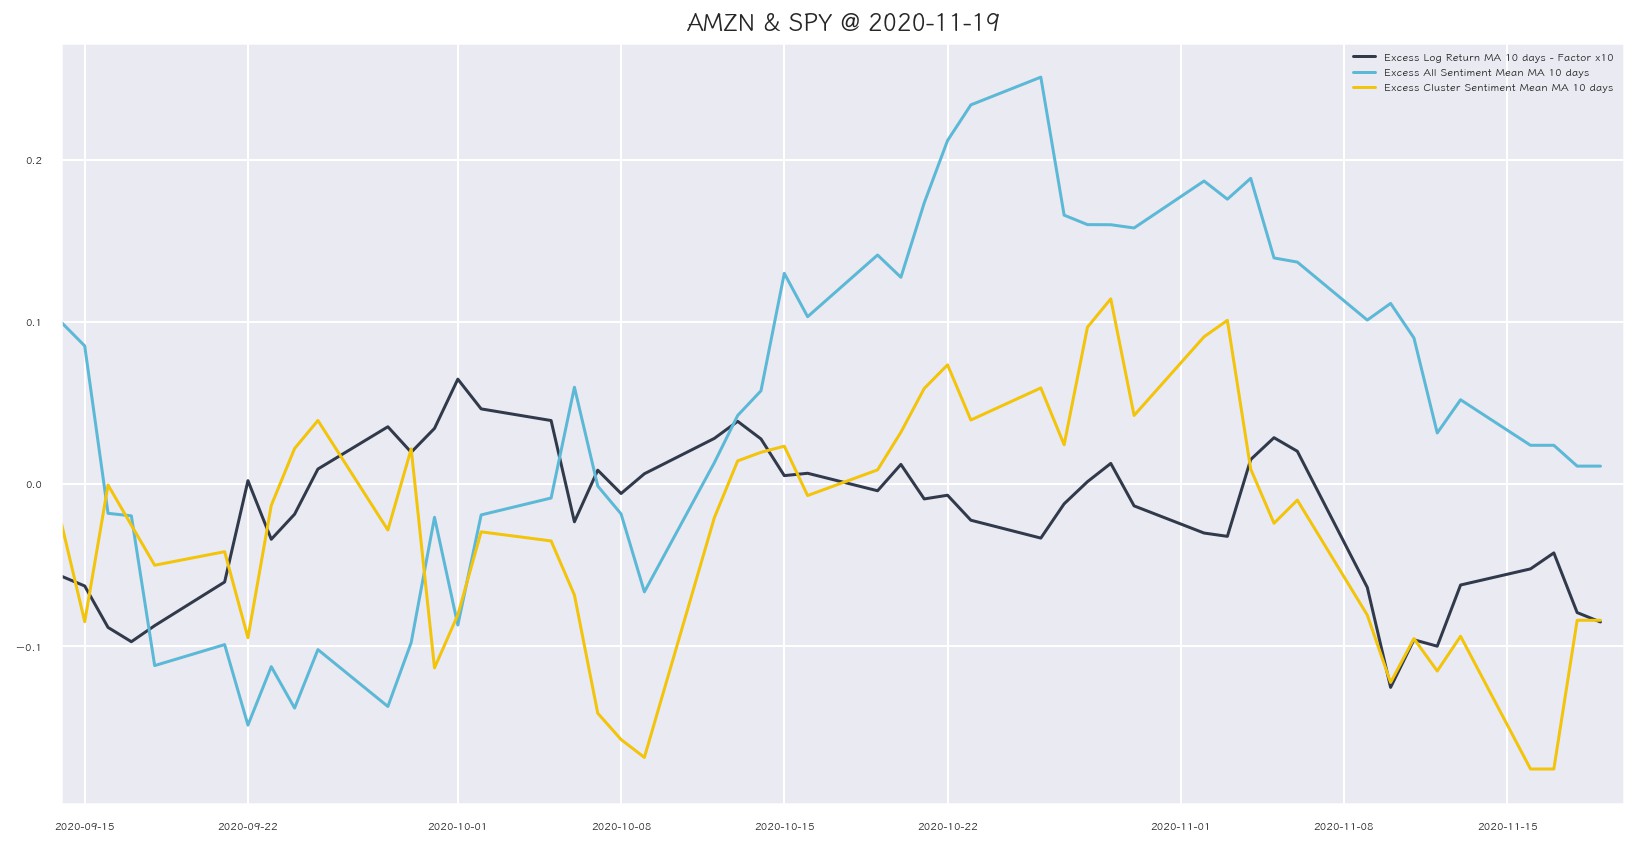 AMZN & SPY @ 2020-11-19
Excess Log Return MA 10 days - Factor x10
Excess All Sentiment Mean MA 10 days
Excess Cluster Sentiment Mean MA 10 days
0.2
0.1
0.0
−0.1
2020-09-15 2020-09-22 2020-10-01 2020-10-08 2020-10-15 2020-10-22 2020-11-01 2020-11-08 2020-11-15